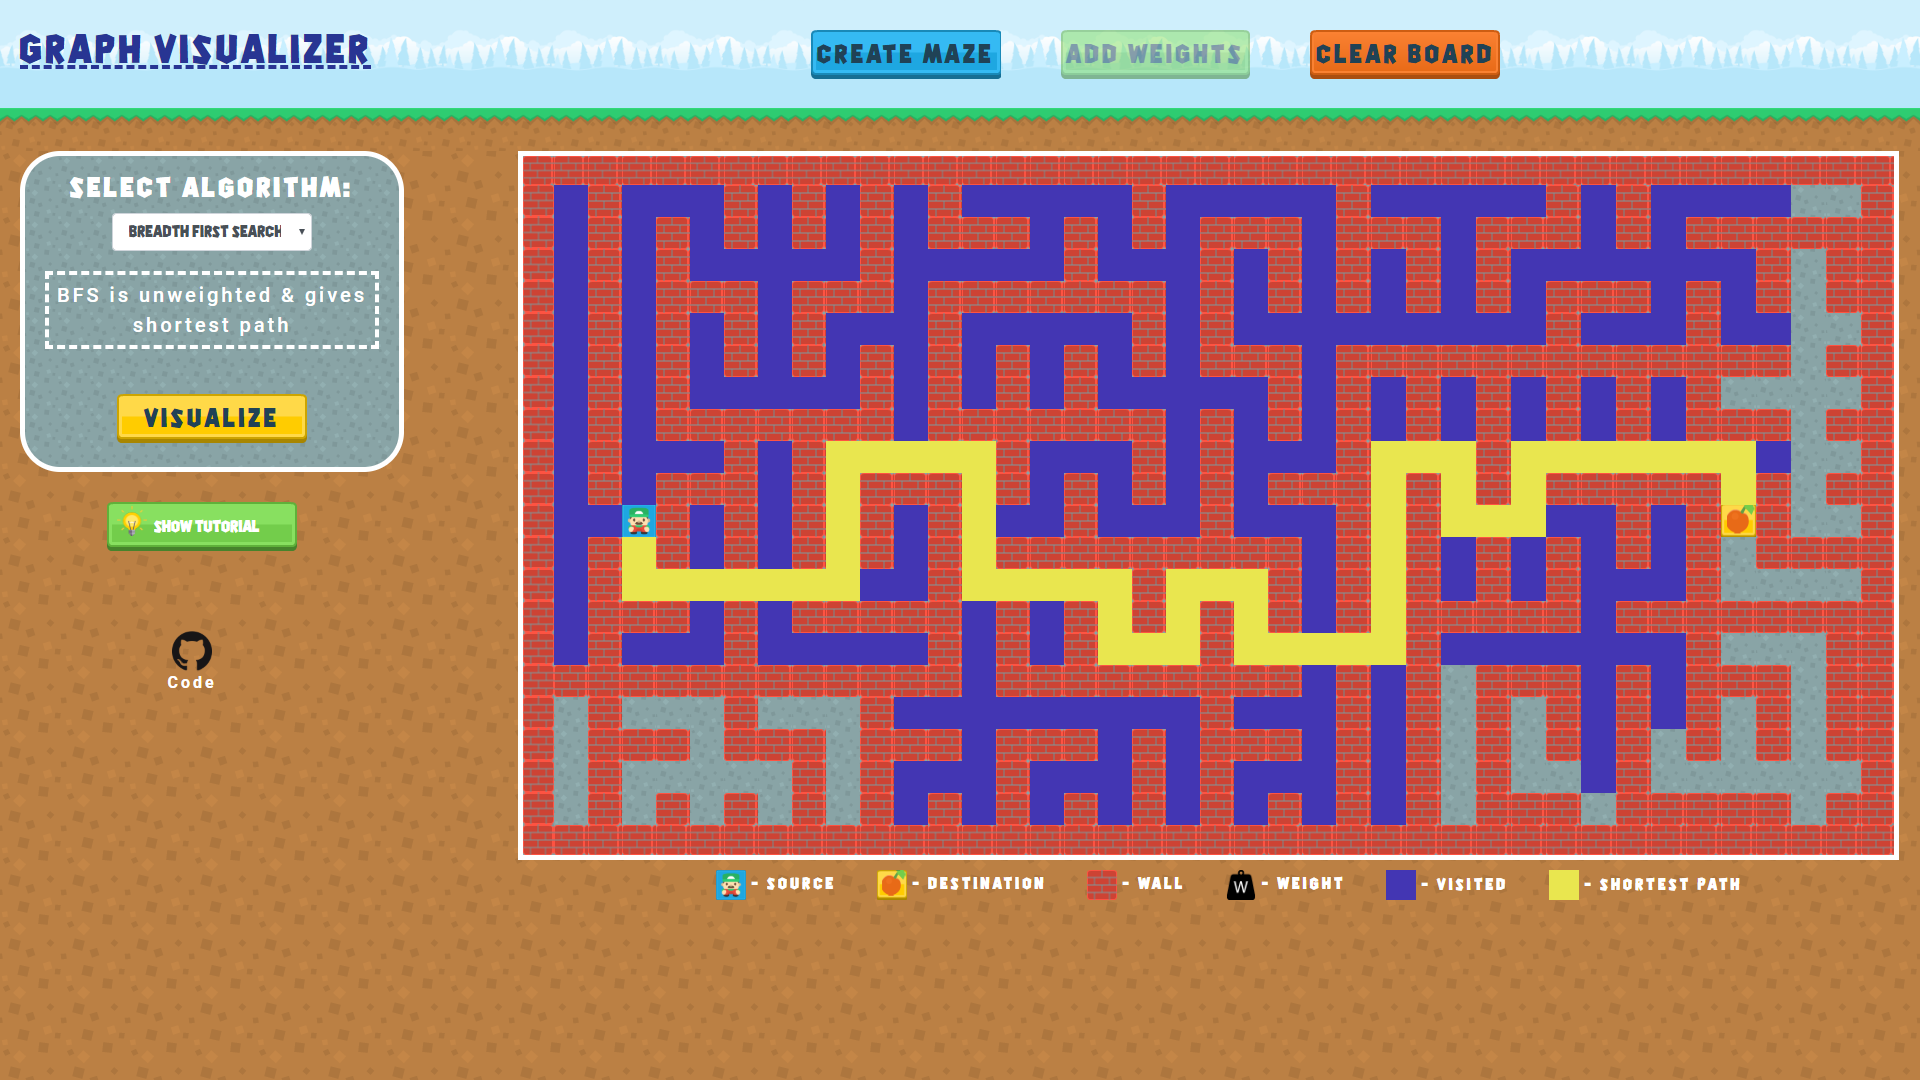 GRAPH VISUALIZER
CREATE MAZE
ADD WEIGHTS
CLEAR BOARD
SELECT ALGORITHM:
BREADTH FIRST SEARCH
BFS is unweighted & gives
shortest path
VISUALIZE
SHOW TUTORIAL
Code
- SOURCE
- DESTINATION
- WALL
W - WEIGHT
- VISITED
- SHORTEST PATH